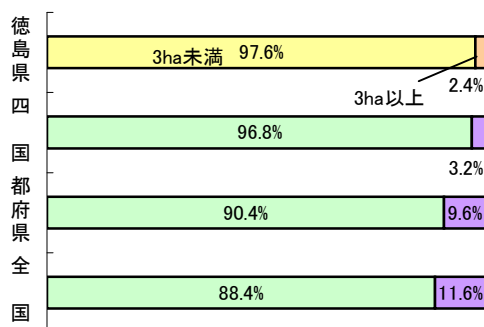 徳島県
3ha未満 97.6%
2.4%
3ha以上
四国
96.8%
3.2%
都府県
90.4%
9.6%
全国
88.4%
11.6%